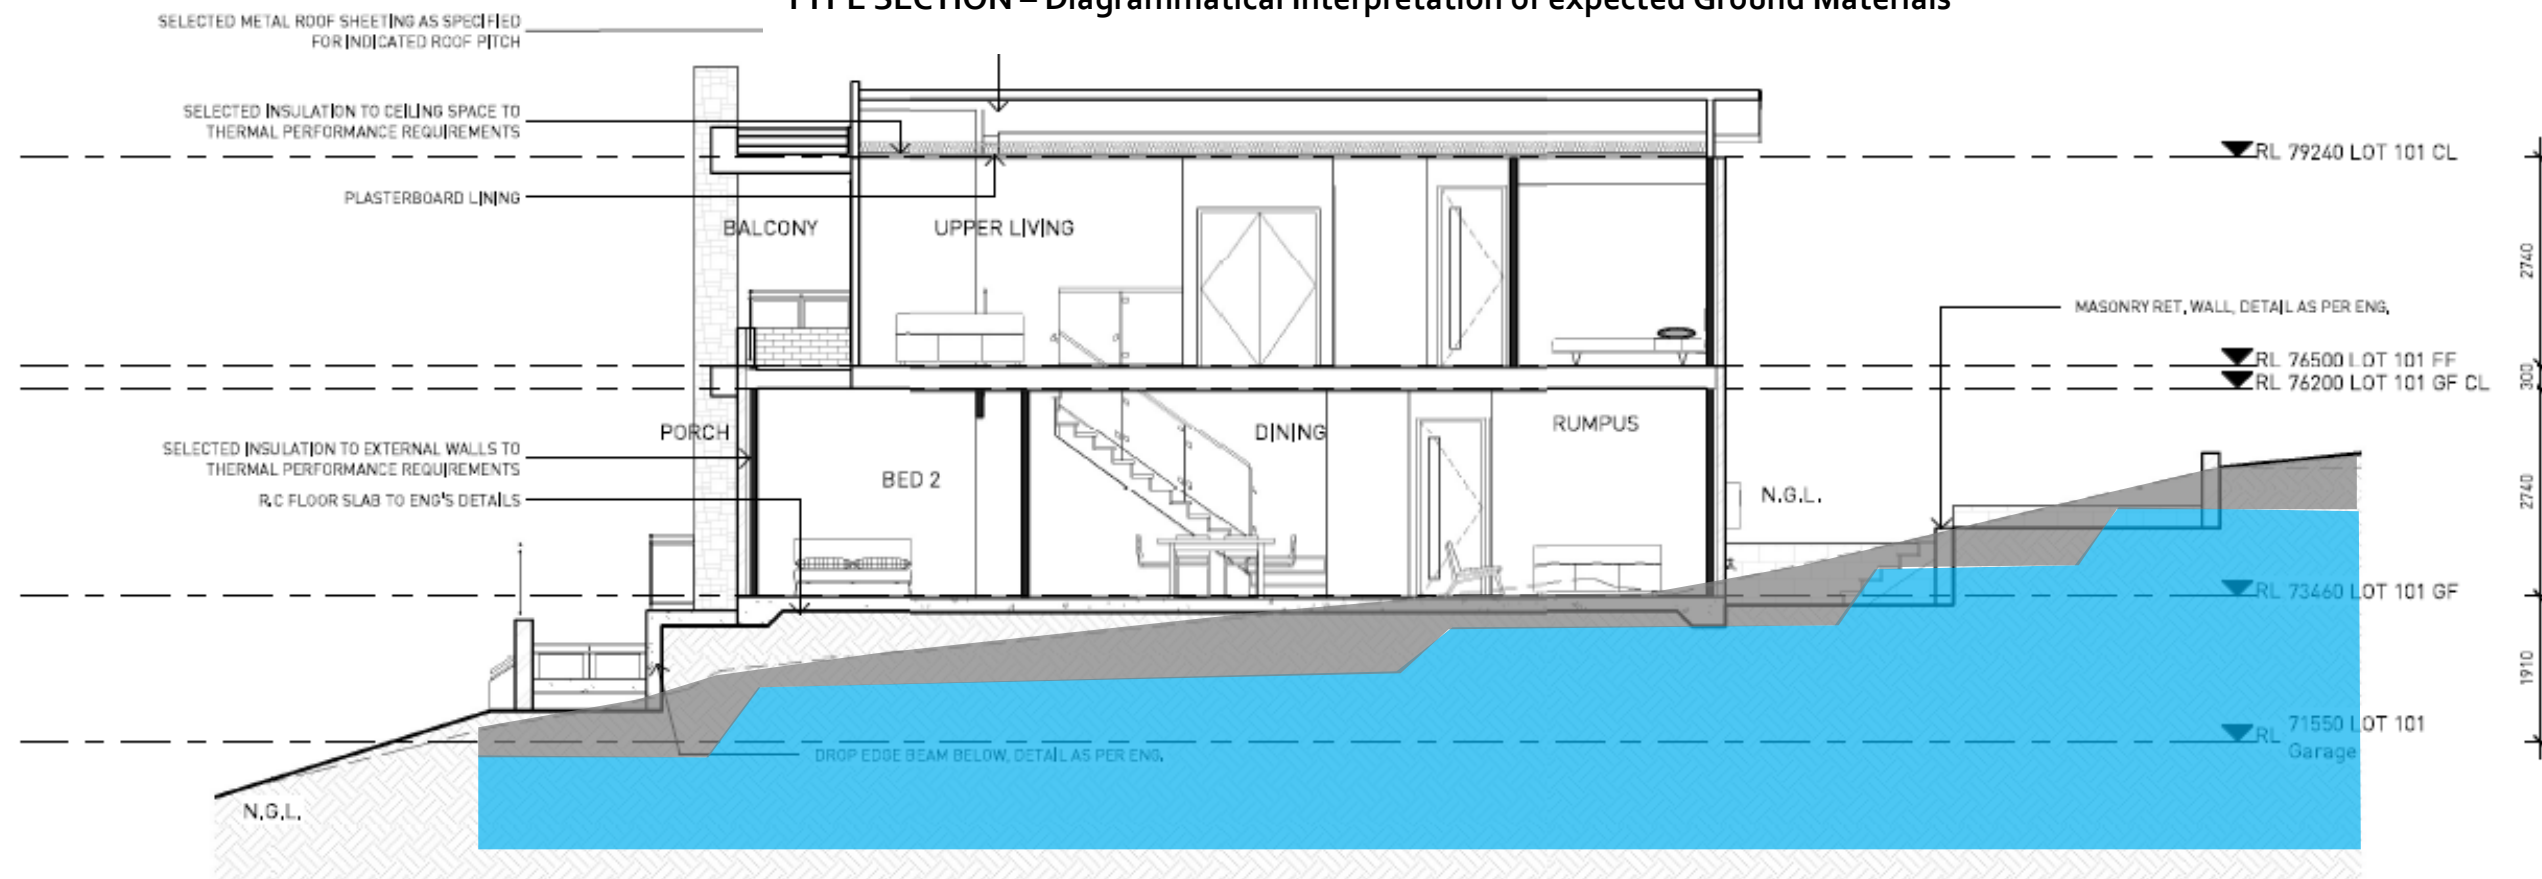 TYPE SECTION – Diagrammatical Interpretation of expected Ground Materials
SELECTED METAL ROOF SHEETING AS SPECIFIED
FOR INDICATED ROOF PITCH
SELECTED INSULATION TO CEILING SPACE TO
THERMAL PERFORMANCE REQUIREMENTS
RL 79240 LOT 101 CL
PLASTERBOARD LINING
BALCONY
UPPER LIVING
2740
MASONRY RET. WALL, DETAIL AS PER ENG.
RL 76500 LOT 101 FF
RL 76200 LOT 101 GF CL
300
PORCH
DINING
RUMPUS
SELECTED INSULATION TO EXTERNAL WALLS TO
THERMAL PERFORMANCE REQUIREMENTS
BED 2
R.C FLOOR SLAB TO ENG'S DETAILS
N.G.L.
2740
RL 73460 LOT 101 GF
1910
RL 71550 LOT 101
Garage
DROP EDGE BEAM BELOW, DETAIL AS PER ENG.
N.G.L.